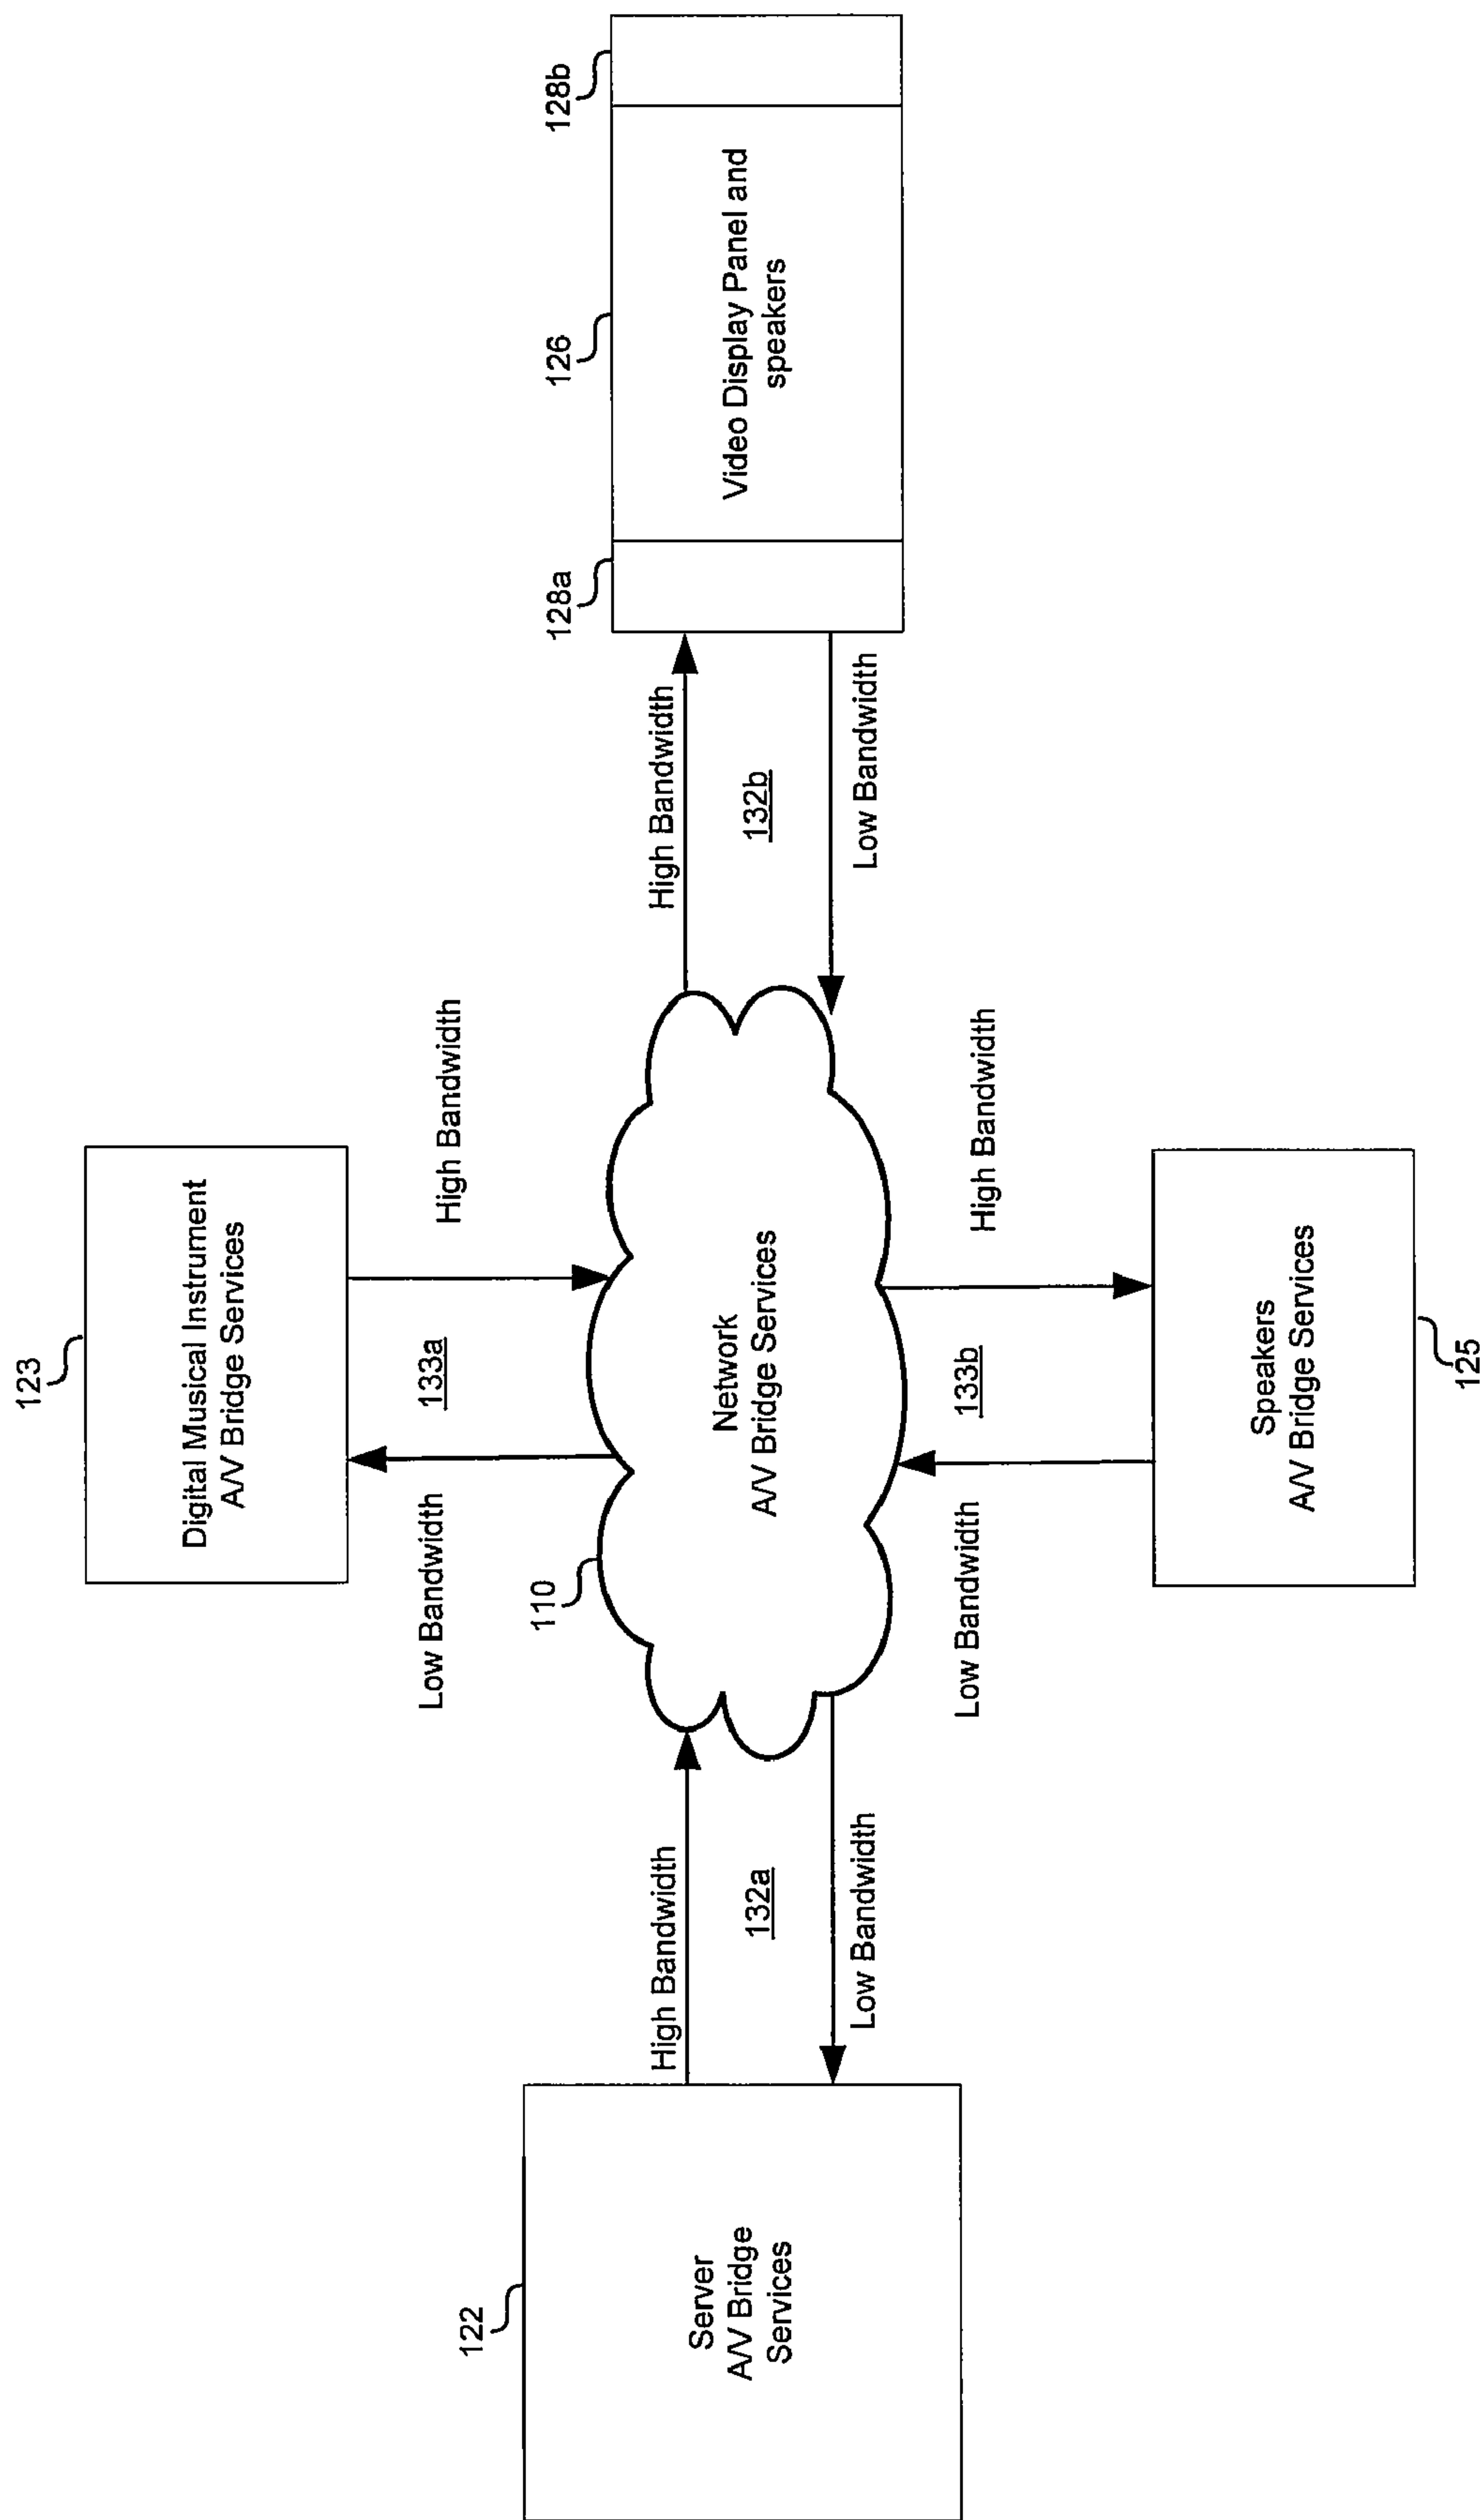 123
Digital Musical Instrument
A/V Bridge Services
Low Bandwidth
133a
High Bandwidth
122
Server
A/V Bridge
Services
High Bandwidth
132a
Low Bandwidth
110
Network
A/V Bridge Services
High Bandwidth
132b
Low Bandwidth
128a
126
128b
Video Display Panel and
speakers
Low Bandwidth
133b
High Bandwidth
Speakers
A/V Bridge Services
125